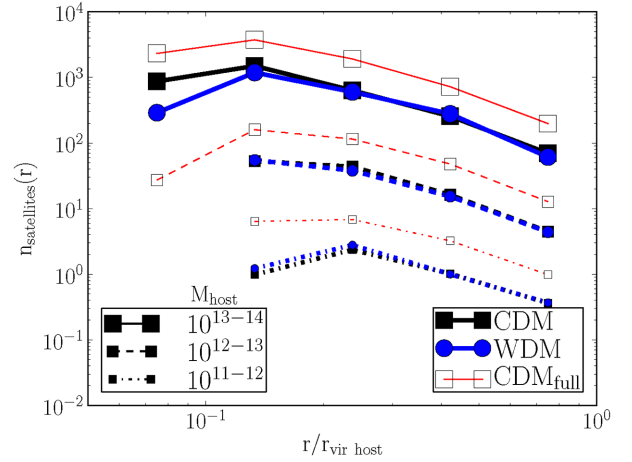 10^4
10^3
10^2
10^1
10^0
10^{-1}
10^{-2}
n_satellites(r)
M_host
10^{13−14}
10^{12−13}
10^{11−12}
CDM
WDM
CDM_full
10^{-1}
10^0
r/r_vir host